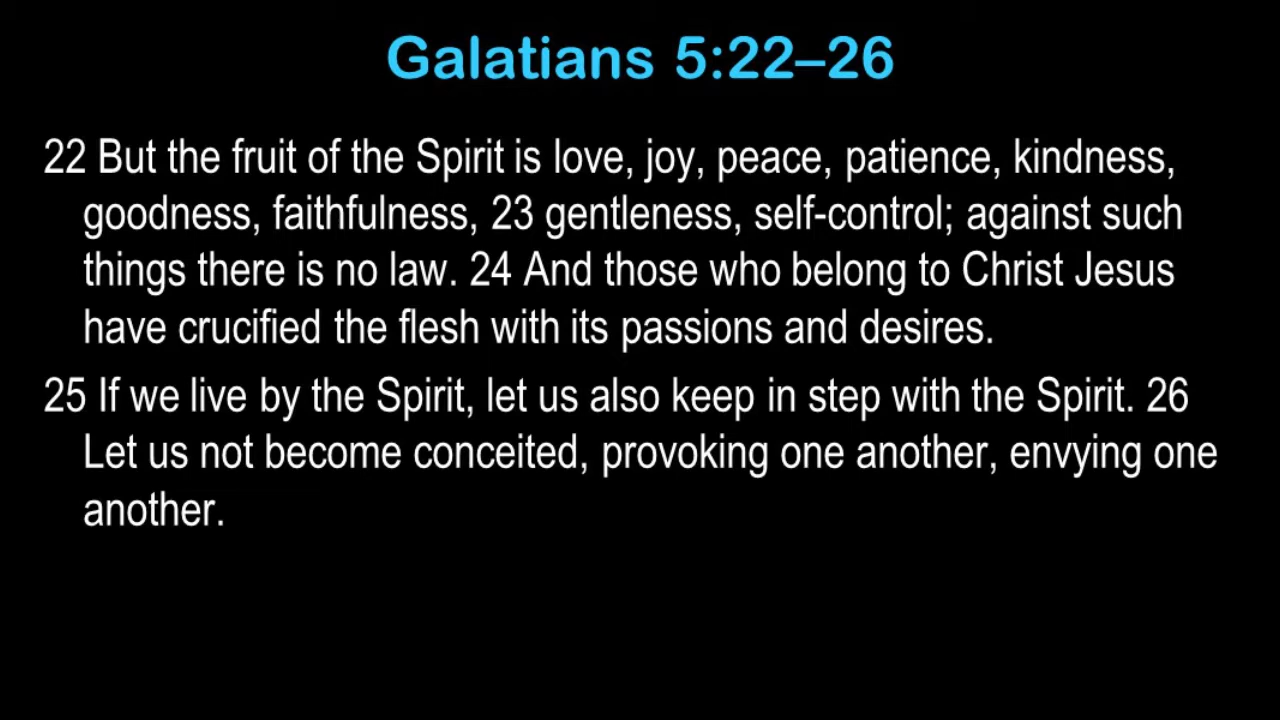 Galatians 5:22–26
22 But the fruit of the Spirit is love, joy, peace, patience, kindness,
goodness, faithfulness, 23 gentleness, self-control; against such
things there is no law. 24 And those who belong to Christ Jesus
have crucified the flesh with its passions and desires.
25 If we live by the Spirit, let us also keep in step with the Spirit. 26
Let us not become conceited, provoking one another, envying one
another.